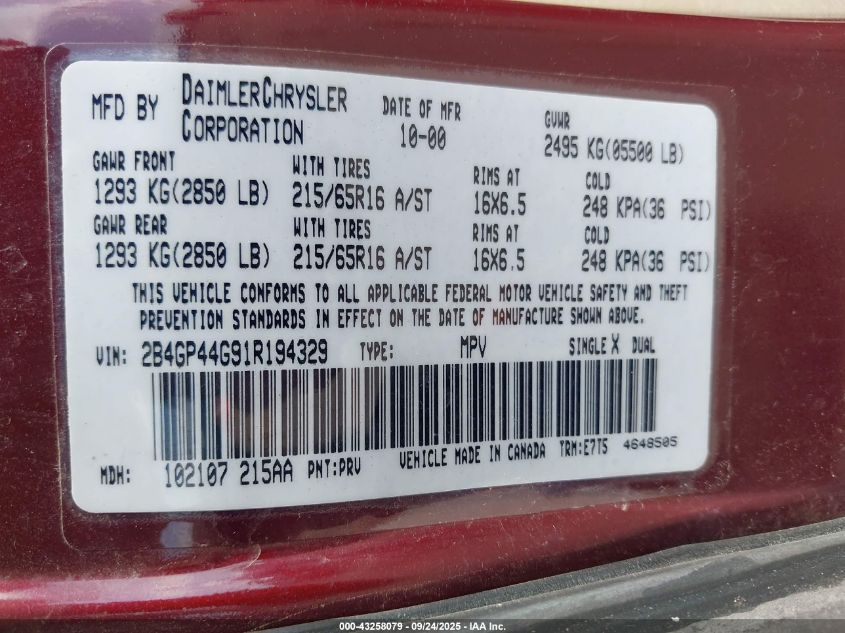 MFD BY DAIMLERCHRYSLER CORPORATION DATE OF MFR 10-00 GVWR 2495 KG(05500 LB)
GAWR FRONT WITH TIRES RIMS AT COLD
1293 KG(2850 LB) 215/65R16 A/ST 16X6.5 248 KPA(36 PSI)
GAWR REAR WITH TIRES RIMS AT COLD
1293 KG(2850 LB) 215/65R16 A/ST 16X6.5 248 KPA(36 PSI)
THIS VEHICLE CONFORMS TO ALL APPLICABLE FEDERAL MOTOR VEHICLE SAFETY AND THEFT
PREVENTION STANDARDS IN EFFECT ON THE DATE OF MANUFACTURE SHOWN ABOVE.
VIN: 2B4GP44G91R194329 TYPE: MPV SINGLE X DUAL
MDH: 102107 215AA PNT:PRV VEHICLE MADE IN CANADA TRM:E7T5 4648505
000-43258079 - 09/24/2025 - IAA Inc.